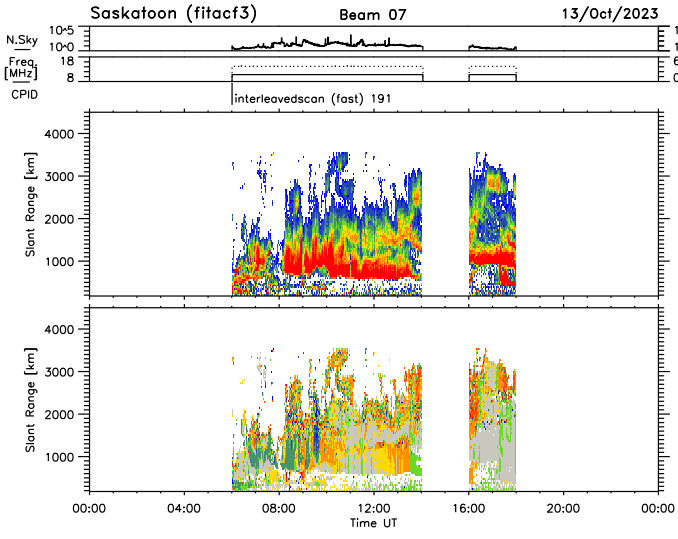 Saskatoon (fitacf3) Beam 07 13/Oct/2023
N.Sky 10^5 10^0 1 1
Freq. [MHz] 18 8 6 0
CPID interleavedscan (fast) 191
Slant Range [km]
4000
3000
2000
1000
Slant Range [km]
4000
3000
2000
1000
00:00 04:00 08:00 12:00 16:00 20:00 00:00
Time UT